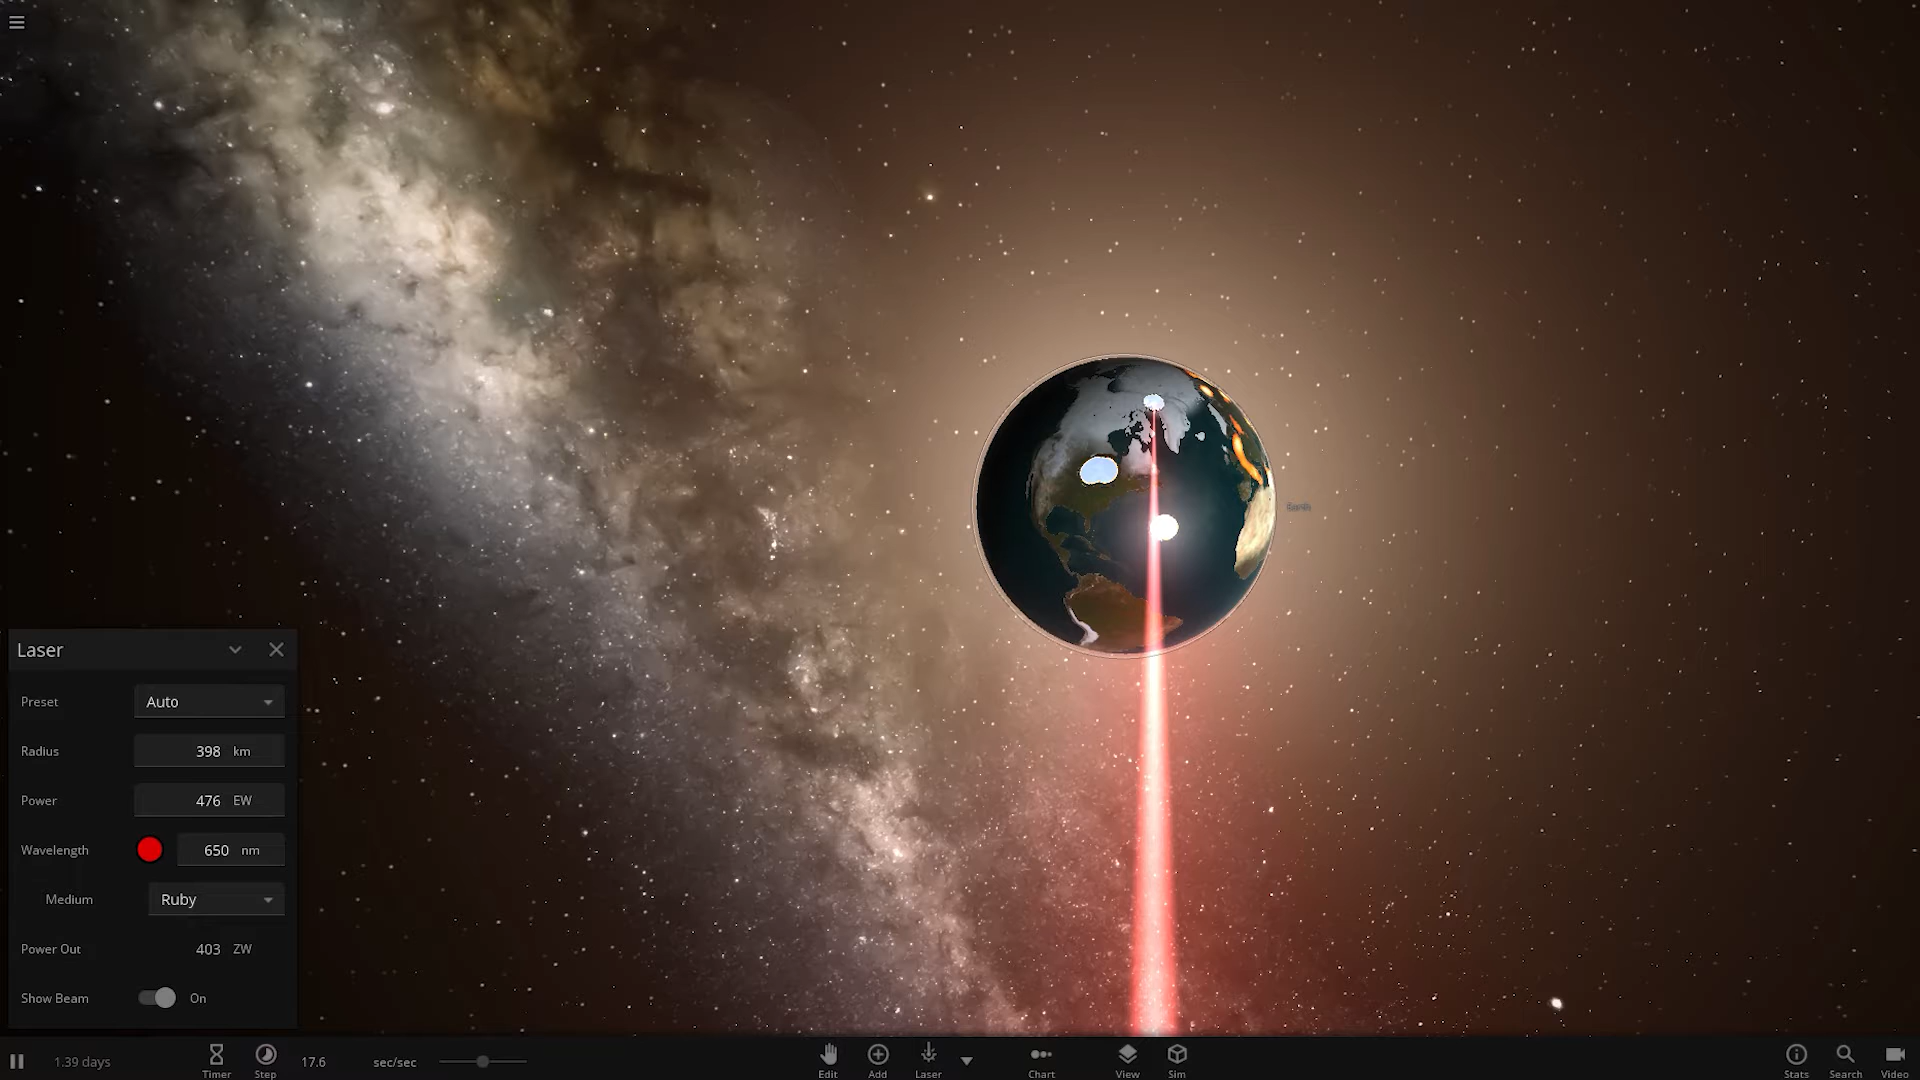 Earth
Laser
Preset Auto
Radius 398 km
Power 476 EW
Wavelength 650 nm
Medium Ruby
Power Out 403 ZW
Show Beam On
1.39 days Timer Step 17.6 sec/sec Edit Add Laser Chart View Sim Stats Search Video